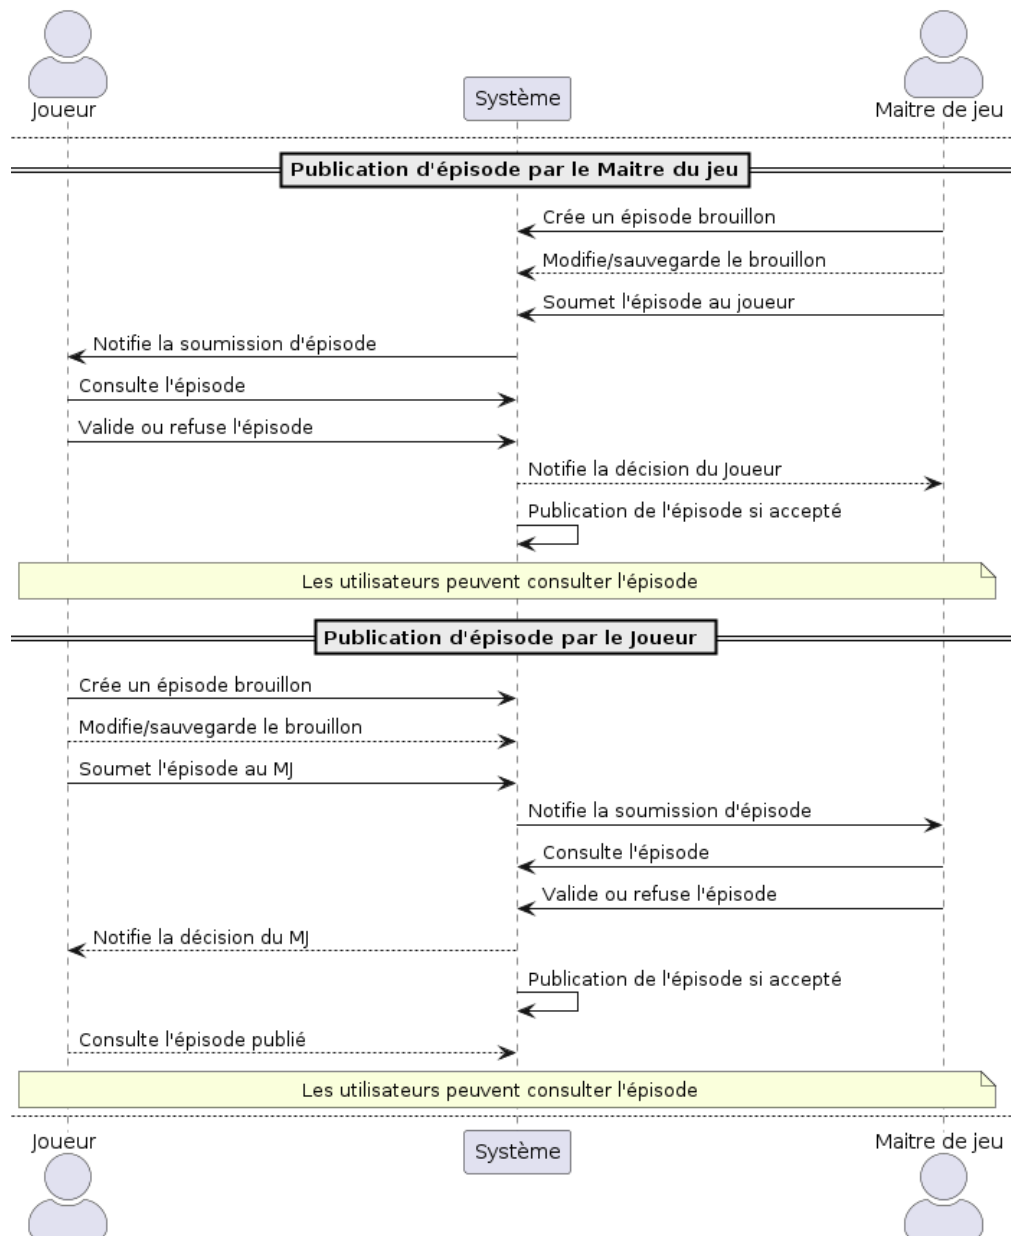 Joueur
Système
Maitre de jeu
Publication d'épisode par le Maitre du jeu
Crée un épisode brouillon
Modifie/sauvegarde le brouillon
Soumet l'épisode au joueur
Notifie la soumission d'épisode
Consulte l'épisode
Valide ou refuse l'épisode
Notifie la décision du Joueur
Publication de l'épisode si accepté
Les utilisateurs peuvent consulter l'épisode
Publication d'épisode par le Joueur
Crée un épisode brouillon
Modifie/sauvegarde le brouillon
Soumet l'épisode au MJ
Notifie la soumission d'épisode
Consulte l'épisode
Valide ou refuse l'épisode
Notifie la décision du MJ
Publication de l'épisode si accepté
Consulte l'épisode publié
Les utilisateurs peuvent consulter l'épisode
Joueur
Système
Maitre de jeu